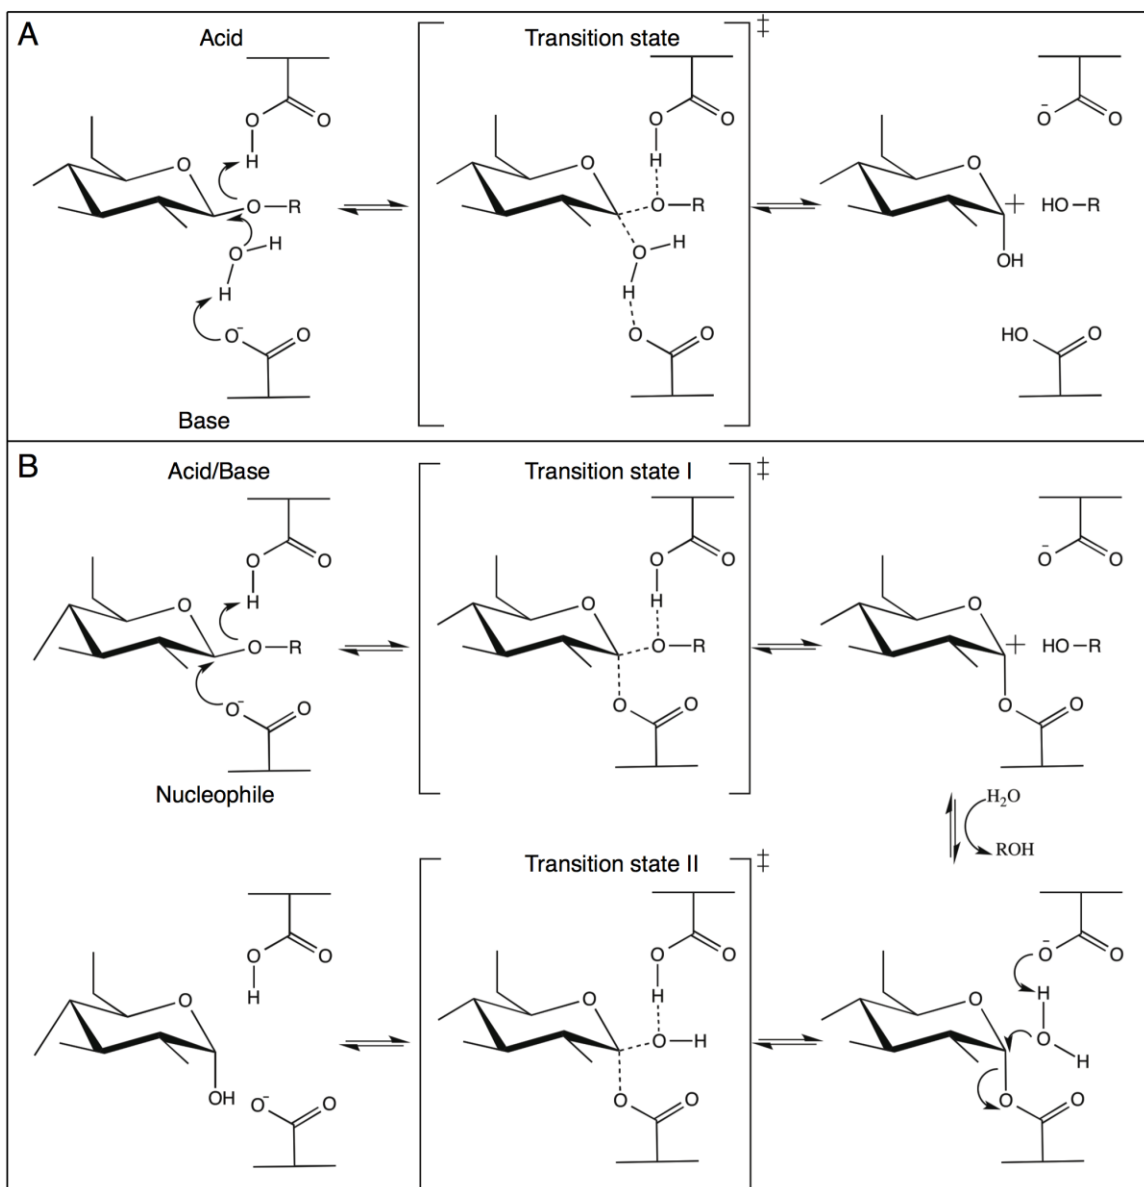 A
Acid
Transition state
‡
O
O
H
O
O
R
O
H
H
O⁻
O
Base
O
O
H
O
O
R
O
H
H
O
O
O⁻
O
O
+
HO
R
OH
HO
O
B
Acid/Base
Transition state I
‡
O
O
H
O
O
R
O⁻
O
Nucleophile
O
O
H
O
O
R
O
O
O⁻
O
O
+
HO
R
O
O
H₂O
ROH
Transition state II
‡
O
O
H
O
OH
O⁻
O
O
O
H
O
O
H
O
O
O⁻
O
H
O
O
H
O
O